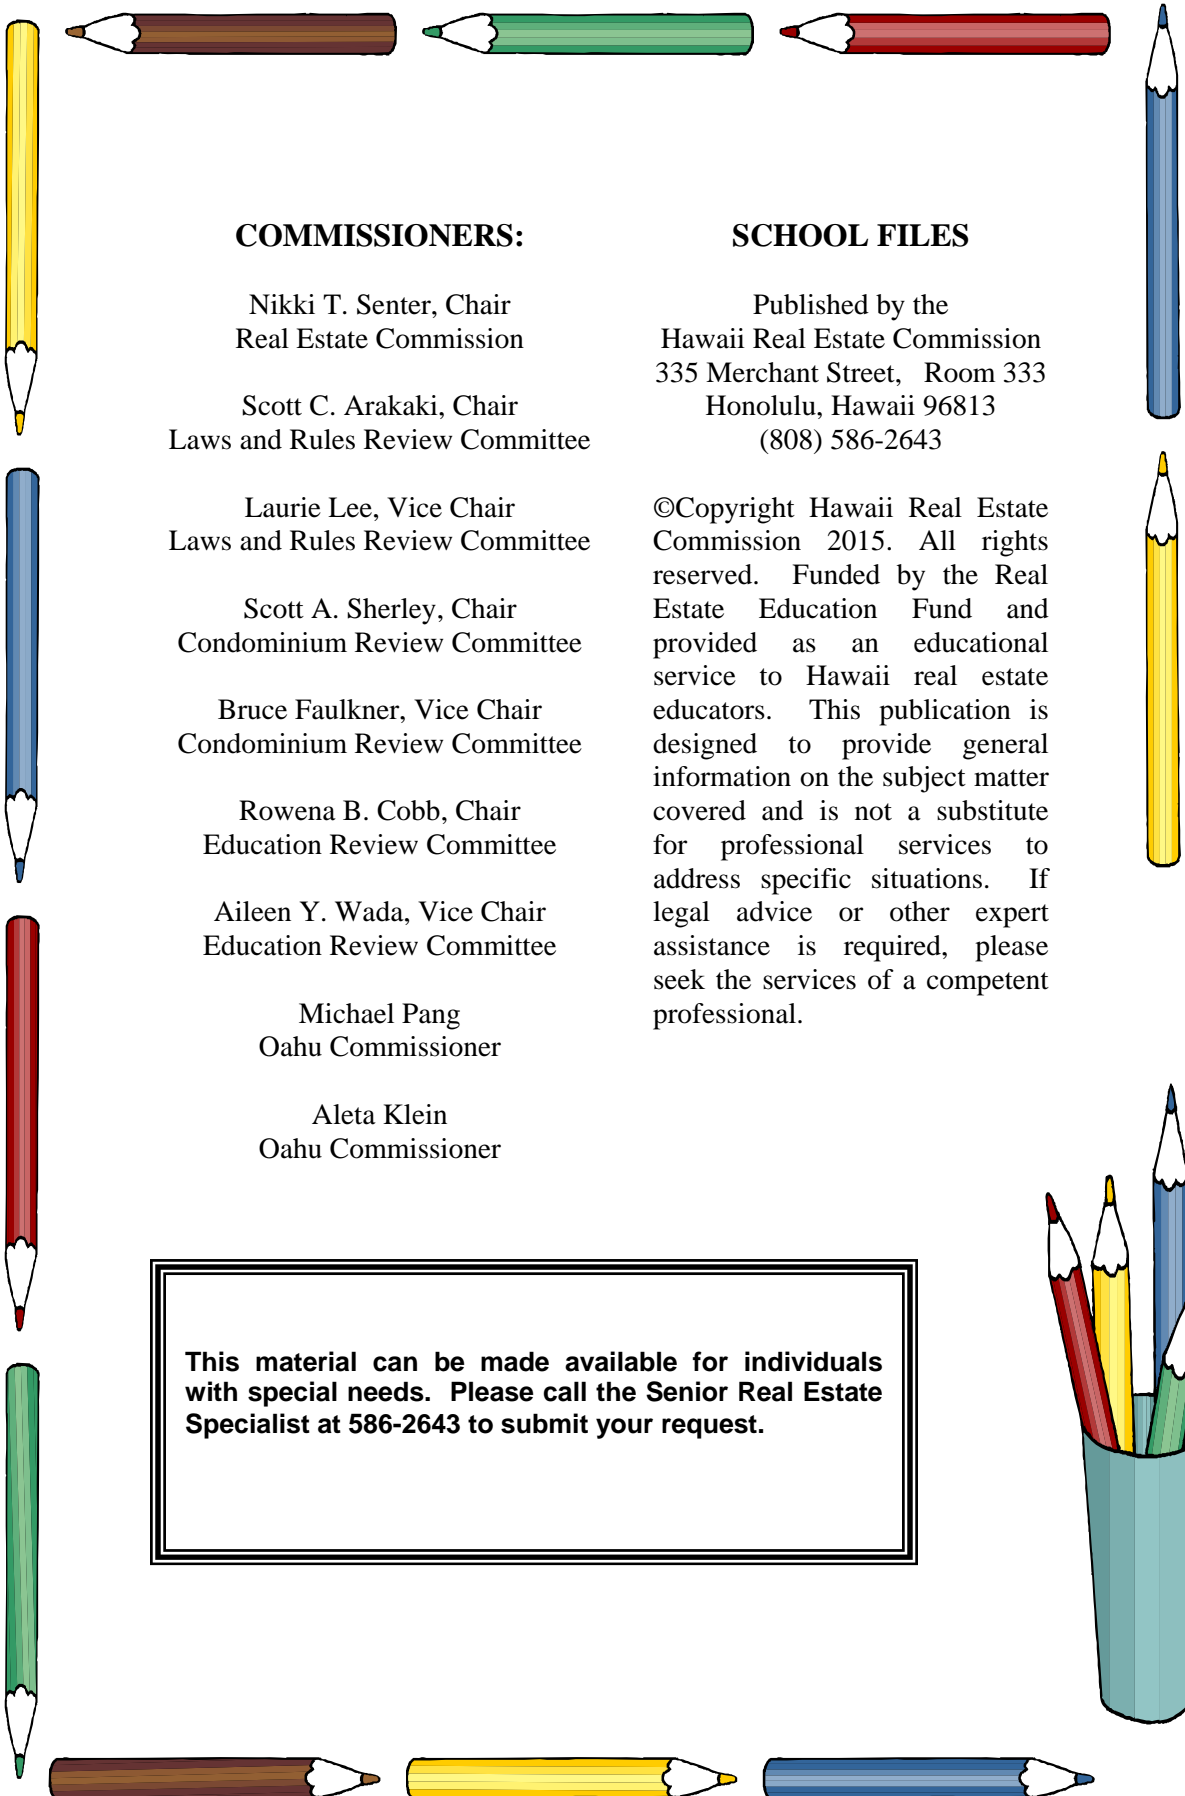 COMMISSIONERS:
Nikki T. Senter, Chair
Real Estate Commission
Scott C. Arakaki, Chair
Laws and Rules Review Committee
Laurie Lee, Vice Chair
Laws and Rules Review Committee
Scott A. Sherley, Chair
Condominium Review Committee
Bruce Faulkner, Vice Chair
Condominium Review Committee
Rowena B. Cobb, Chair
Education Review Committee
Aileen Y. Wada, Vice Chair
Education Review Committee
Michael Pang
Oahu Commissioner
Aleta Klein
Oahu Commissioner
SCHOOL FILES
Published by the
Hawaii Real Estate Commission
335 Merchant Street, Room 333
Honolulu, Hawaii 96813
(808) 586-2643
©Copyright Hawaii Real Estate
Commission 2015. All rights
reserved. Funded by the Real
Estate Education Fund and
provided as an educational
service to Hawaii real estate
educators. This publication is
designed to provide general
information on the subject matter
covered and is not a substitute
for professional services to
address specific situations. If
legal advice or other expert
assistance is required, please
seek the services of a competent
professional.
This material can be made available for individuals
with special needs. Please call the Senior Real Estate
Specialist at 586-2643 to submit your request.